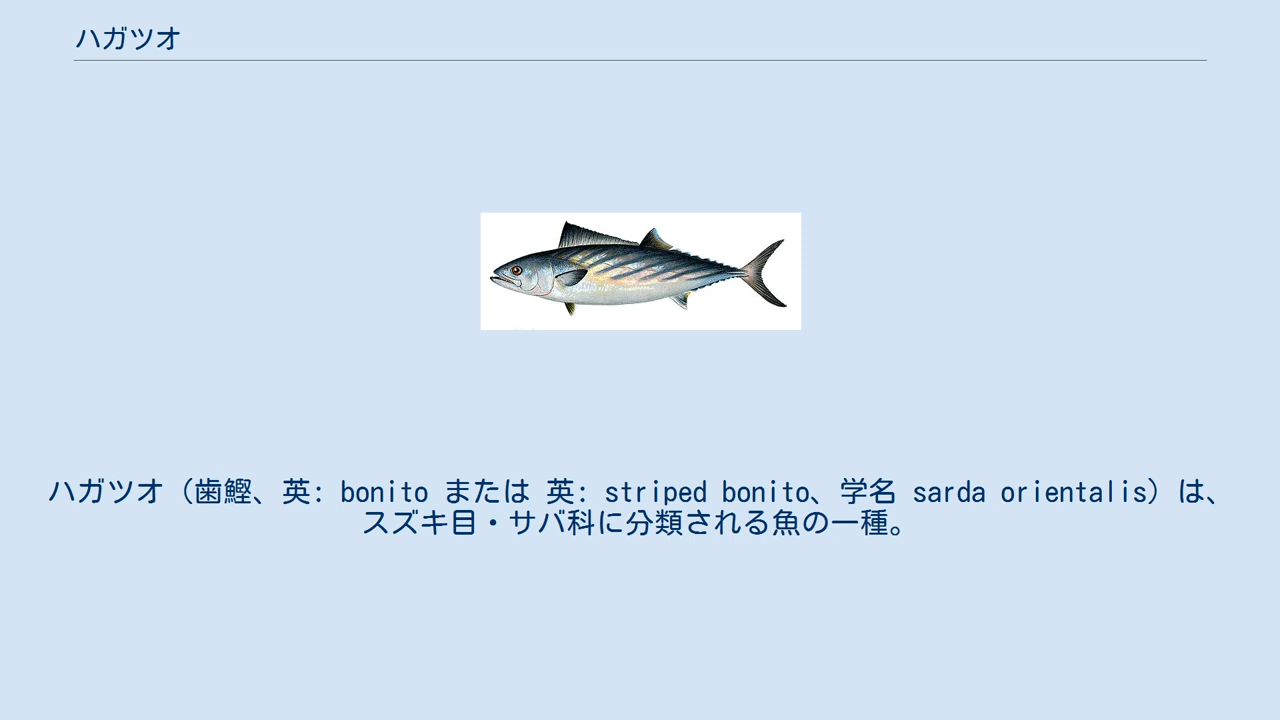 ハガツオ
ハガツオ（歯鰹、英: bonito または 英: striped bonito、学名 sarda orientalis）は、
スズキ目・サバ科に分類される魚の一種。